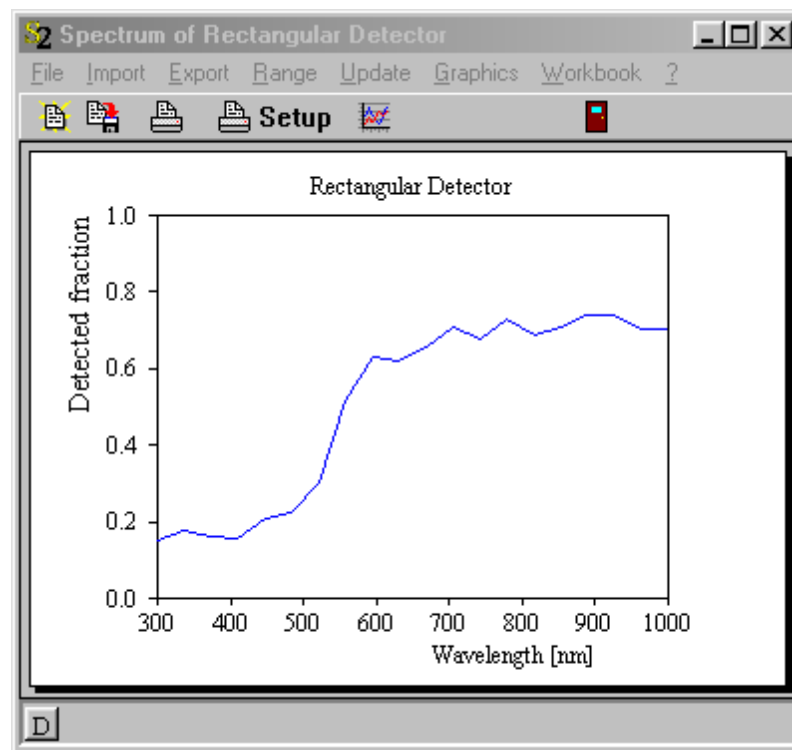 S2 Spectrum of Rectangular Detector
File Import Export Range Update Graphics Workbook ?
Setup
Rectangular Detector
Detected fraction
1.0
0.8
0.6
0.4
0.2
0.0
300 400 500 600 700 800 900 1000
Wavelength [nm]
D